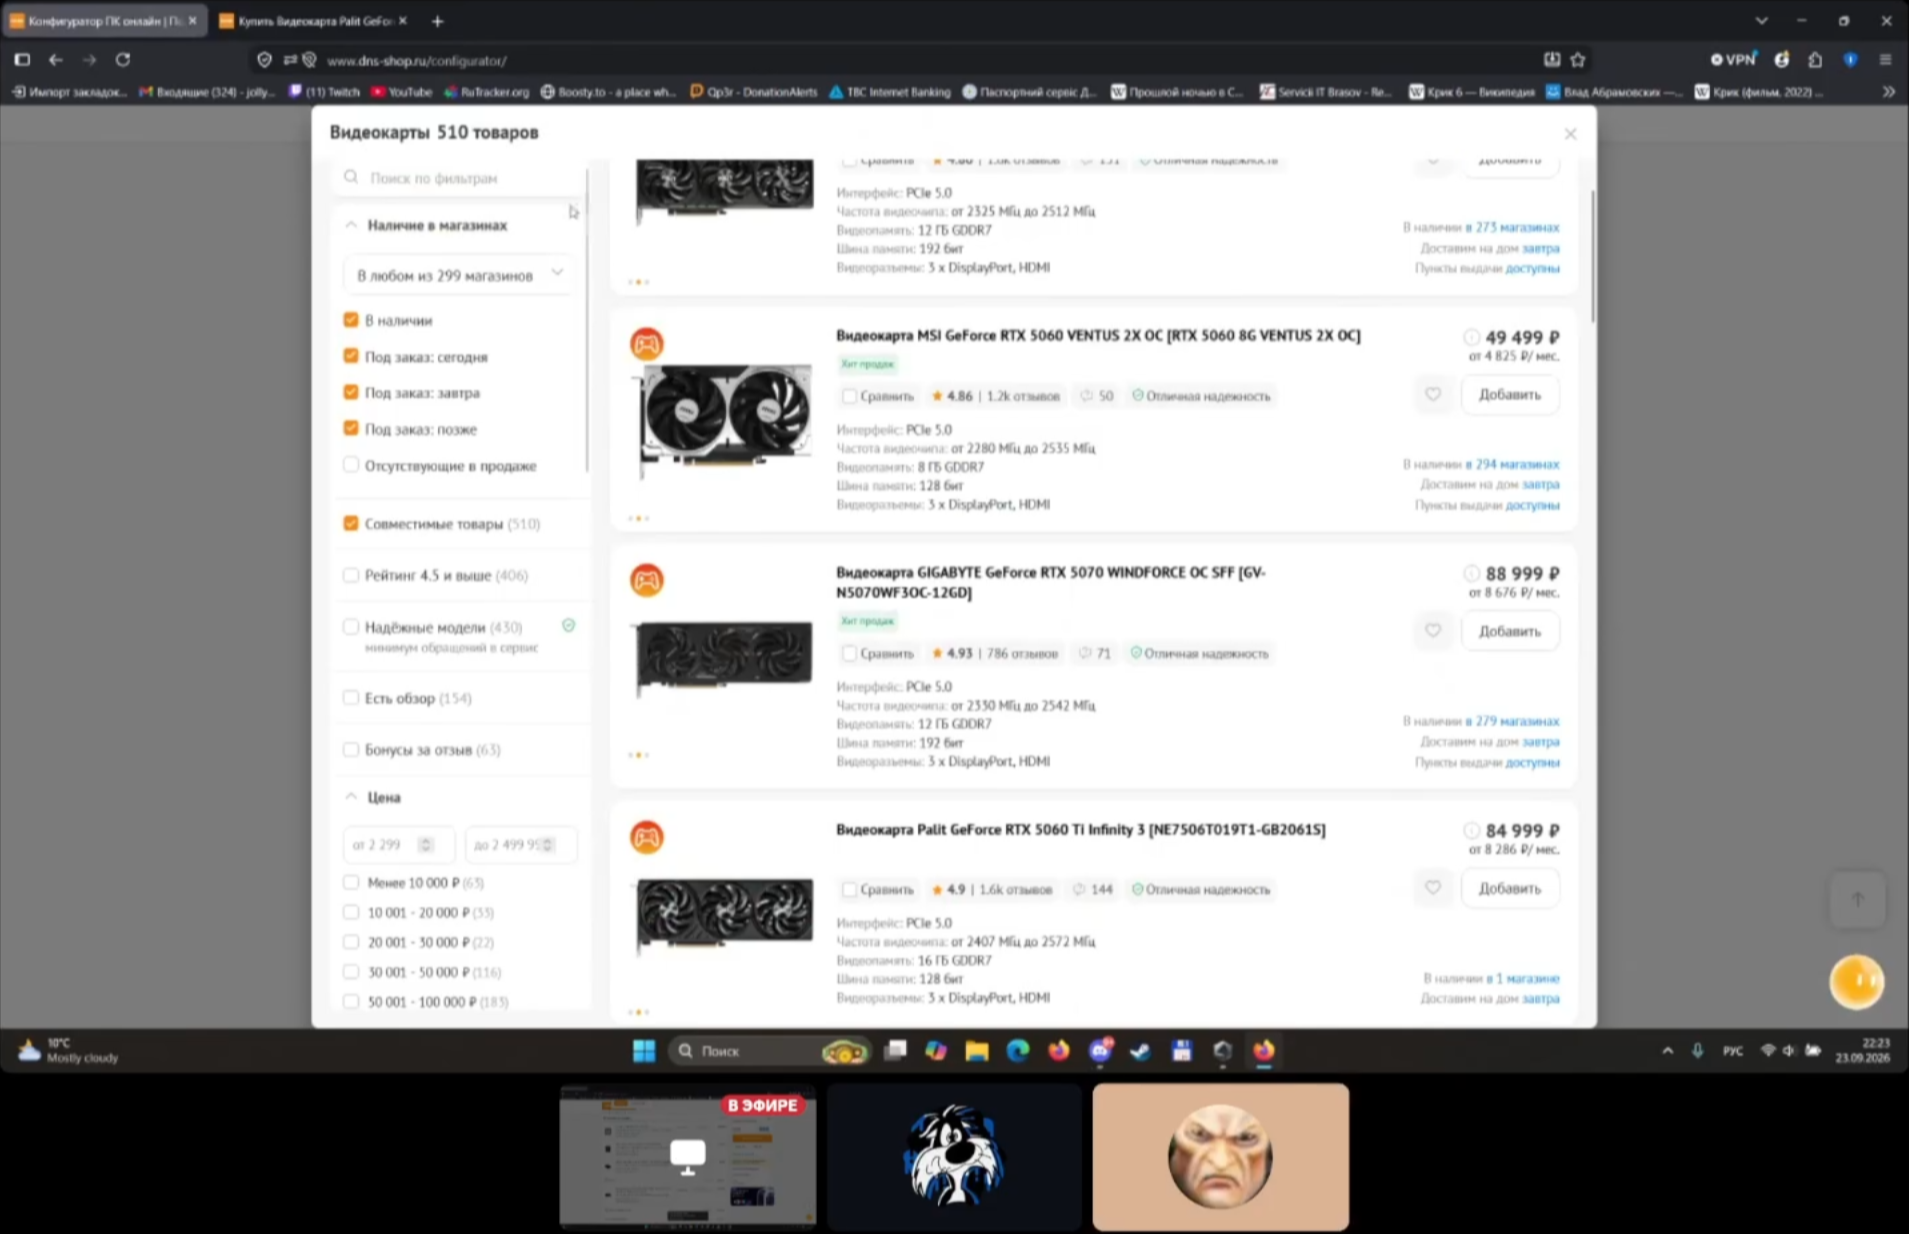 Конфигуратор ПК онлайн | П
Купить Видеокарта Palit GeFor
www.dns-shop.ru/configurator/
VPN
Импорт закладок...
Входящие (324) - jolly...
(11) Twitch
YouTube
RuTracker.org
Boosty.to - a place wh...
Qp3r - DonationAlerts
TBC Internet Banking
Паспортный сервіс Д...
Прошлой ночью в С...
Servicii IT Brasov - Re...
Крик 6 — Википедия
Влад Абрамовских —...
Крик (фильм, 2022) ...
Видеокарты 510 товаров
Поиск по фильтрам
Наличие в магазинах
В любом из 299 магазинов
В наличии
Под заказ: сегодня
Под заказ: завтра
Под заказ: позже
Отсутствующие в продаже
Совместимые товары (510)
Рейтинг 4.5 и выше (406)
Надёжные модели (430)
минимум обращений в сервис
Есть обзор (154)
Бонусы за отзыв (63)
Цена
от 2 299
до 2 499 99
Менее 10 000 ₽ (63)
10 001 - 20 000 ₽ (33)
20 001 - 30 000 ₽ (22)
30 001 - 50 000 ₽ (116)
50 001 - 100 000 ₽ (183)
Сравнить
Отличная надежность
Добавить
Интерфейс: PCIe 5.0
Частота видеочипа: от 2325 МГц до 2512 МГц
Видеопамять: 12 ГБ GDDR7
Шина памяти: 192 бит
Видеоразъемы: 3 x DisplayPort, HDMI
В наличии в 273 магазинах
Доставим на дом завтра
Пункты выдачи доступны
Видеокарта MSI GeForce RTX 5060 VENTUS 2X OC [RTX 5060 8G VENTUS 2X OC]
49 499 ₽
от 4 825 ₽/ мес.
Хит продаж
Сравнить
4.86 | 1.2k отзывов
50
Отличная надежность
Добавить
Интерфейс: PCIe 5.0
Частота видеочипа: от 2280 МГц до 2535 МГц
Видеопамять: 8 ГБ GDDR7
Шина памяти: 128 бит
Видеоразъемы: 3 x DisplayPort, HDMI
В наличии в 294 магазинах
Доставим на дом завтра
Пункты выдачи доступны
Видеокарта GIGABYTE GeForce RTX 5070 WINDFORCE OC SFF [GV-
N5070WF3OC-12GD]
88 999 ₽
от 8 676 ₽/ мес.
Хит продаж
Сравнить
4.93 | 786 отзывов
71
Отличная надежность
Добавить
Интерфейс: PCIe 5.0
Частота видеочипа: от 2330 МГц до 2542 МГц
Видеопамять: 12 ГБ GDDR7
Шина памяти: 192 бит
Видеоразъемы: 3 x DisplayPort, HDMI
В наличии в 279 магазинах
Доставим на дом завтра
Пункты выдачи доступны
Видеокарта Palit GeForce RTX 5060 Ti Infinity 3 [NE7506T019T1-GB2061S]
84 999 ₽
от 8 286 ₽/ мес.
Сравнить
4.9 | 1.6k отзывов
144
Отличная надежность
Добавить
Интерфейс: PCIe 5.0
Частота видеочипа: от 2407 МГц до 2572 МГц
Видеопамять: 16 ГБ GDDR7
Шина памяти: 128 бит
Видеоразъемы: 3 x DisplayPort, HDMI
В наличии в 1 магазине
Доставим на дом завтра
10°C
Mostly cloudy
Поиск
РУС
22:23
23.09.2026
В ЭФИРЕ